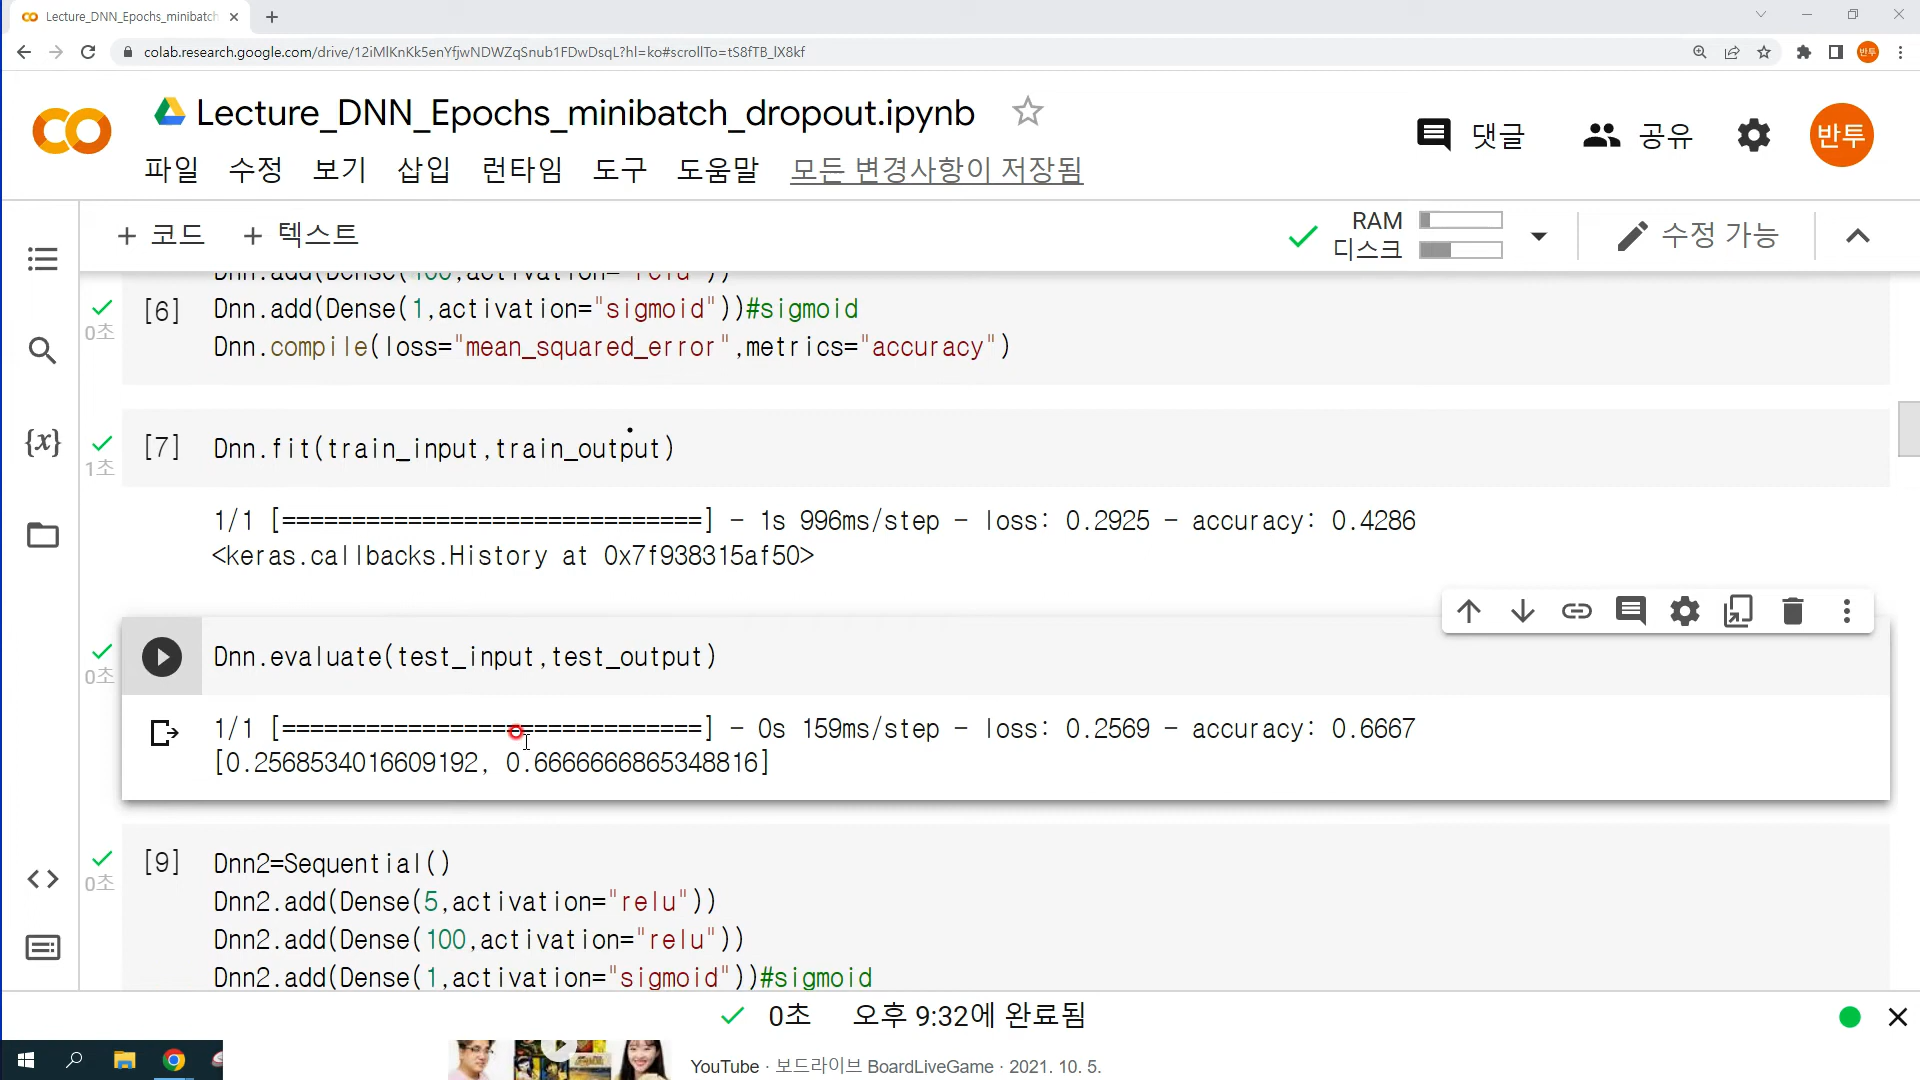 Lecture_DNN_Epochs_minibatch
colab.research.google.com/drive/12iMlKnKk5enYfjwNDWZqSnub1FDwDsqL?hl=ko#scrollTo=tS8fTB_lX8kf
반투
Lecture_DNN_Epochs_minibatch_dropout.ipynb
댓글
공유
반투
파일 수정 보기 삽입 런타임 도구 도움말 모든 변경사항이 저장됨
+ 코드 + 텍스트
RAM
디스크
수정 가능
[6]
0초
Dnn.add(Dense(100,activation="relu"))
Dnn.add(Dense(1,activation="sigmoid"))#sigmoid
Dnn.compile(loss="mean_squared_error",metrics="accuracy")
[7]
1초
Dnn.fit(train_input,train_output)
1/1 [==============================] - 1s 996ms/step - loss: 0.2925 - accuracy: 0.4286
<keras.callbacks.History at 0x7f938315af50>
{x}
0초
Dnn.evaluate(test_input,test_output)
1/1 [==============================] - 0s 159ms/step - loss: 0.2569 - accuracy: 0.6667
[0.2568534016609192, 0.6666666865348816]
[9]
0초
Dnn2=Sequential()
Dnn2.add(Dense(5,activation="relu"))
Dnn2.add(Dense(100,activation="relu"))
Dnn2.add(Dense(1,activation="sigmoid"))#sigmoid
0초 오후 9:32에 완료됨
YouTube · 보드라이브 BoardLiveGame · 2021. 10. 5.